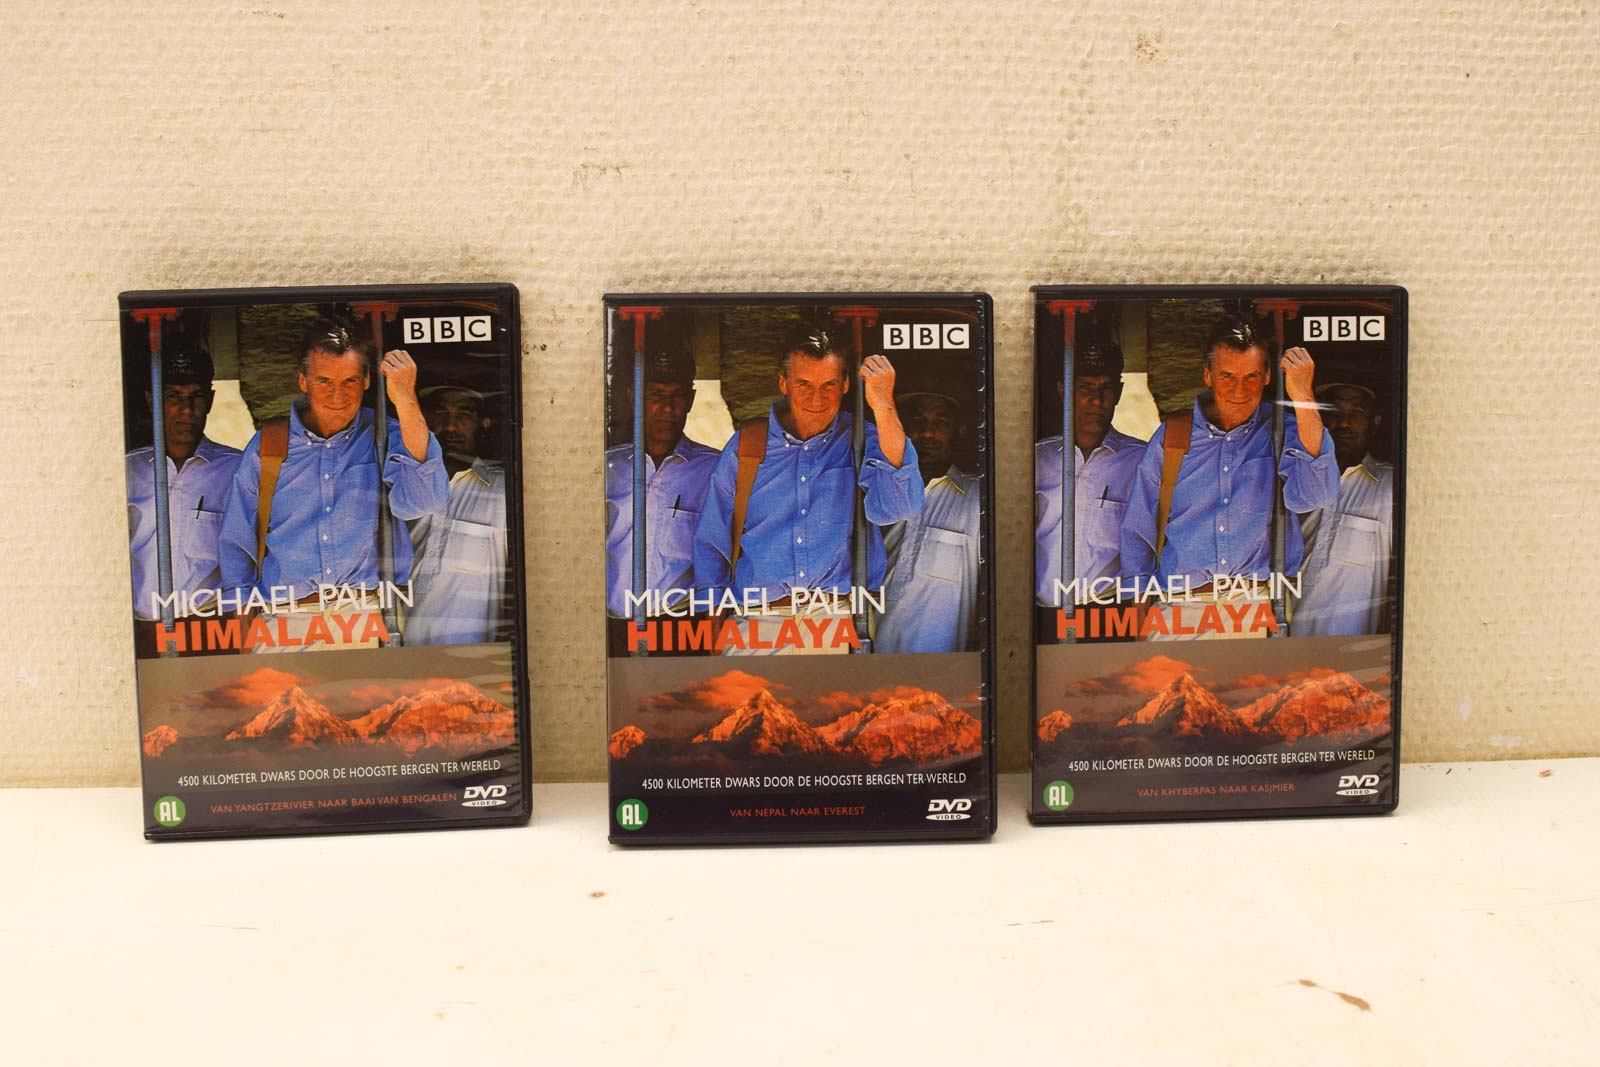 BBC
MICHAEL PALIN
HIMALAYA
4500 KILOMETER DWARS DOOR DE HOOGSTE BERGEN TER WERELD
VAN YANGTZERIVIER NAAR BAAI VAN BENGALEN
AL
DVD
VIDEO
BBC
MICHAEL PALIN
HIMALAYA
4500 KILOMETER DWARS DOOR DE HOOGSTE BERGEN TER WERELD
VAN NEPAL NAAR EVEREST
AL
DVD
VIDEO
BBC
MICHAEL PALIN
HIMALAYA
4500 KILOMETER DWARS DOOR DE HOOGSTE BERGEN TER WERELD
VAN KHYBERPAS NAAR KASJMIER
AL
DVD
VIDEO